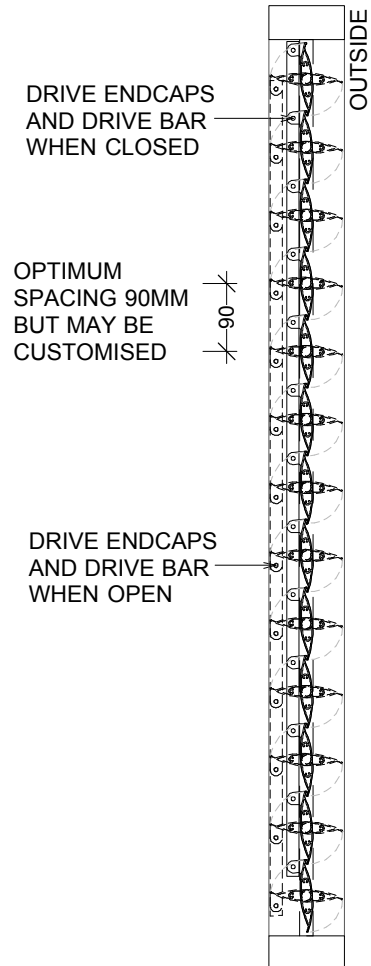 OUTSIDE
DRIVE ENDCAPS
AND DRIVE BAR
WHEN CLOSED
OPTIMUM
SPACING 90MM
BUT MAY BE
CUSTOMISED
90
DRIVE ENDCAPS
AND DRIVE BAR
WHEN OPEN